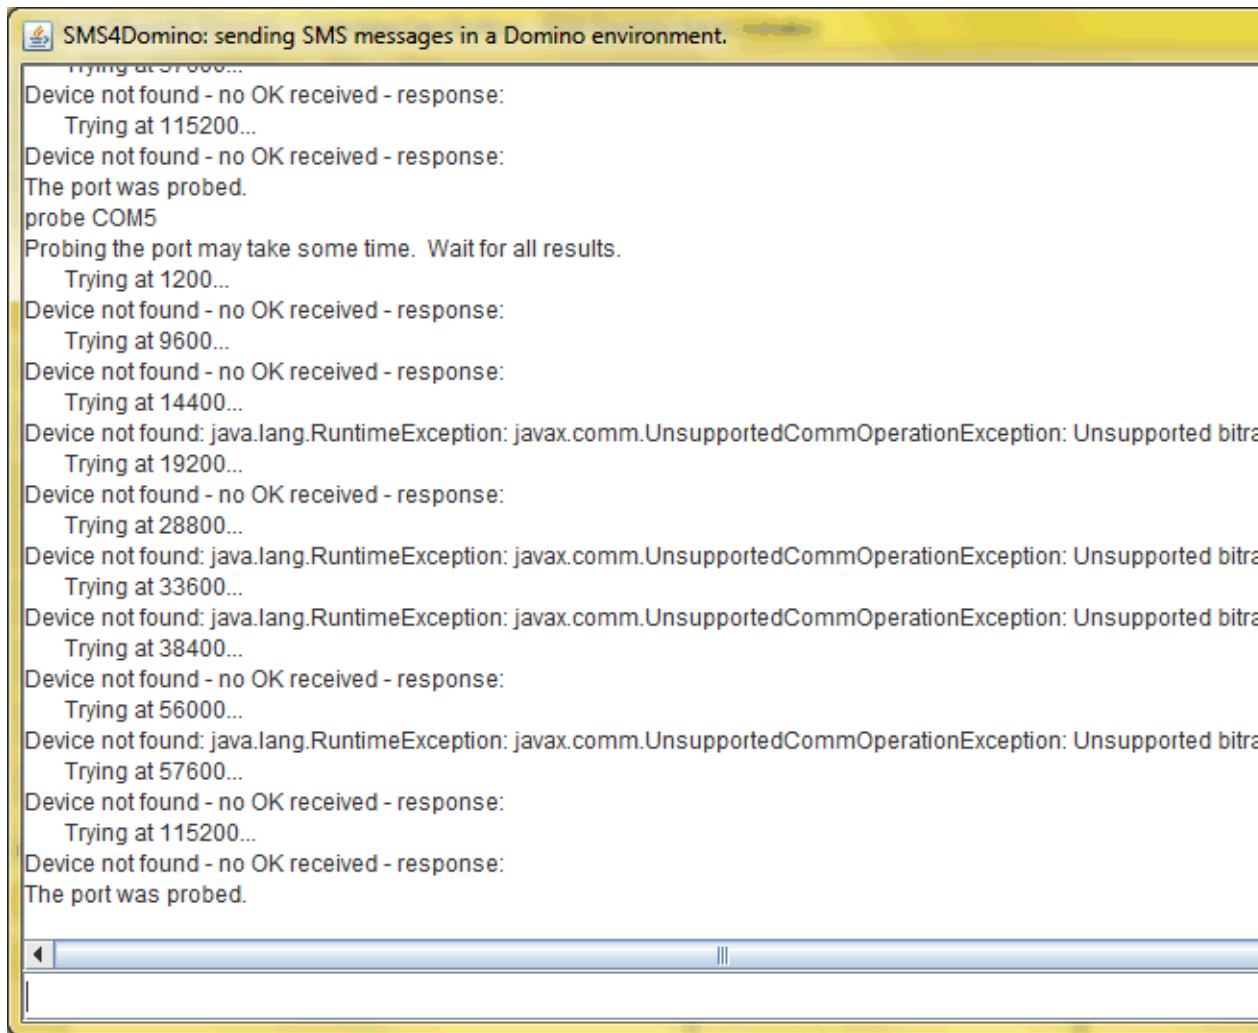 SMS4Domino: sending SMS messages in a Domino environment.
Trying at 57600...
Device not found - no OK received - response:
Trying at 115200...
Device not found - no OK received - response:
The port was probed.
probe COM5
Probing the port may take some time.  Wait for all results.
Trying at 1200...
Device not found - no OK received - response:
Trying at 9600...
Device not found - no OK received - response:
Trying at 14400...
Device not found: java.lang.RuntimeException: javax.comm.UnsupportedCommOperationException: Unsupported bitra
Trying at 19200...
Device not found - no OK received - response:
Trying at 28800...
Device not found: java.lang.RuntimeException: javax.comm.UnsupportedCommOperationException: Unsupported bitra
Trying at 33600...
Device not found: java.lang.RuntimeException: javax.comm.UnsupportedCommOperationException: Unsupported bitra
Trying at 38400...
Device not found - no OK received - response:
Trying at 56000...
Device not found: java.lang.RuntimeException: javax.comm.UnsupportedCommOperationException: Unsupported bitra
Trying at 57600...
Device not found - no OK received - response:
Trying at 115200...
Device not found - no OK received - response:
The port was probed.